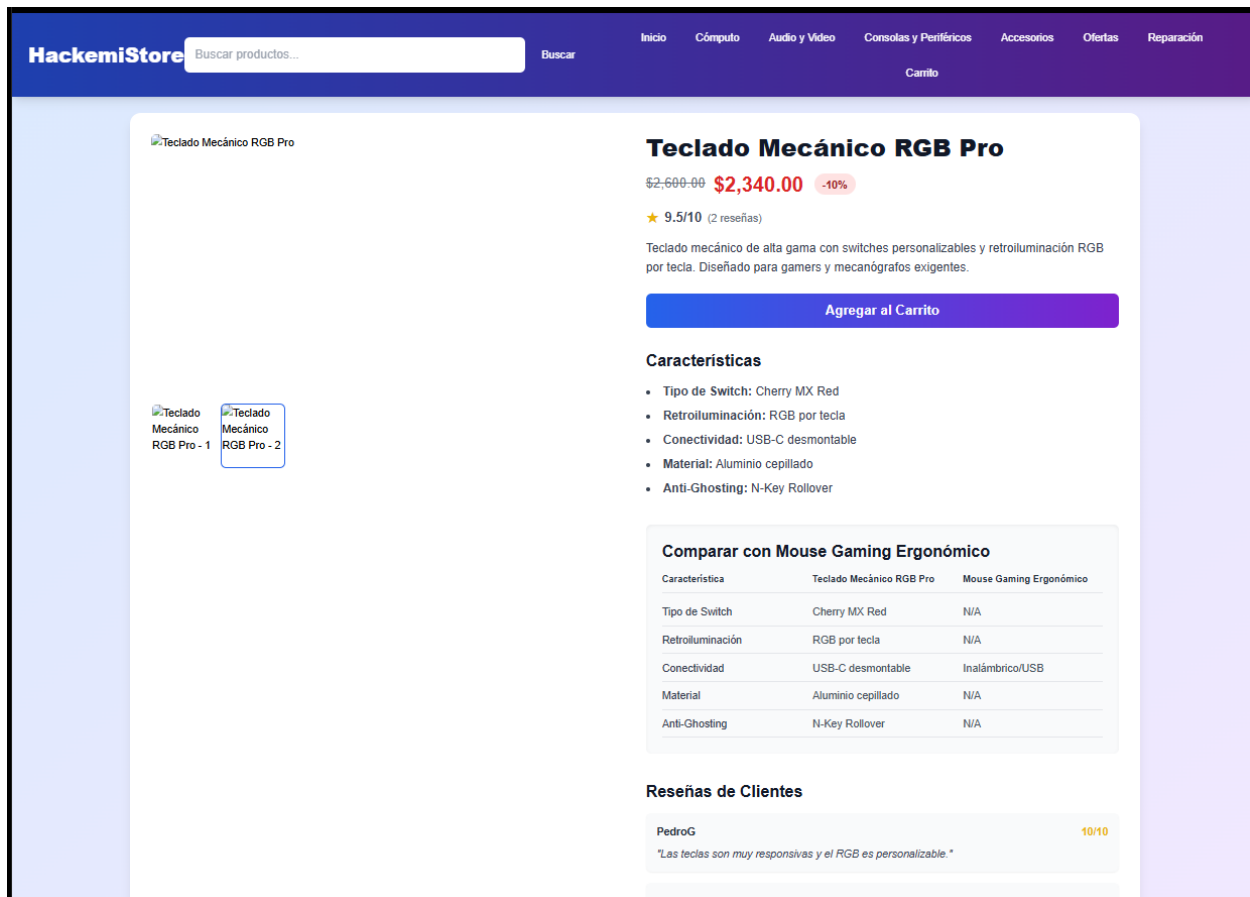 HackemiStore
Buscar productos...
Buscar
Inicio Cómputo Audio y Video Consolas y Periféricos Accesorios Ofertas Reparación
Carrito
Teclado Mecánico RGB Pro
Teclado Mecánico RGB Pro - 1
Teclado Mecánico RGB Pro - 2
Teclado Mecánico RGB Pro
$2,600.00 $2,340.00 -10%
★ 9.5/10 (2 reseñas)
Teclado mecánico de alta gama con switches personalizables y retroiluminación RGB
por tecla. Diseñado para gamers y mecanógrafos exigentes.
Agregar al Carrito
Características
• Tipo de Switch: Cherry MX Red
• Retroiluminación: RGB por tecla
• Conectividad: USB-C desmontable
• Material: Aluminio cepillado
• Anti-Ghosting: N-Key Rollover
Comparar con Mouse Gaming Ergonómico
Característica Teclado Mecánico RGB Pro Mouse Gaming Ergonómico
Tipo de Switch Cherry MX Red N/A
Retroiluminación RGB por tecla N/A
Conectividad USB-C desmontable Inalámbrico/USB
Material Aluminio cepillado N/A
Anti-Ghosting N-Key Rollover N/A
Reseñas de Clientes
PedroG 10/10
"Las teclas son muy responsivas y el RGB es personalizable."